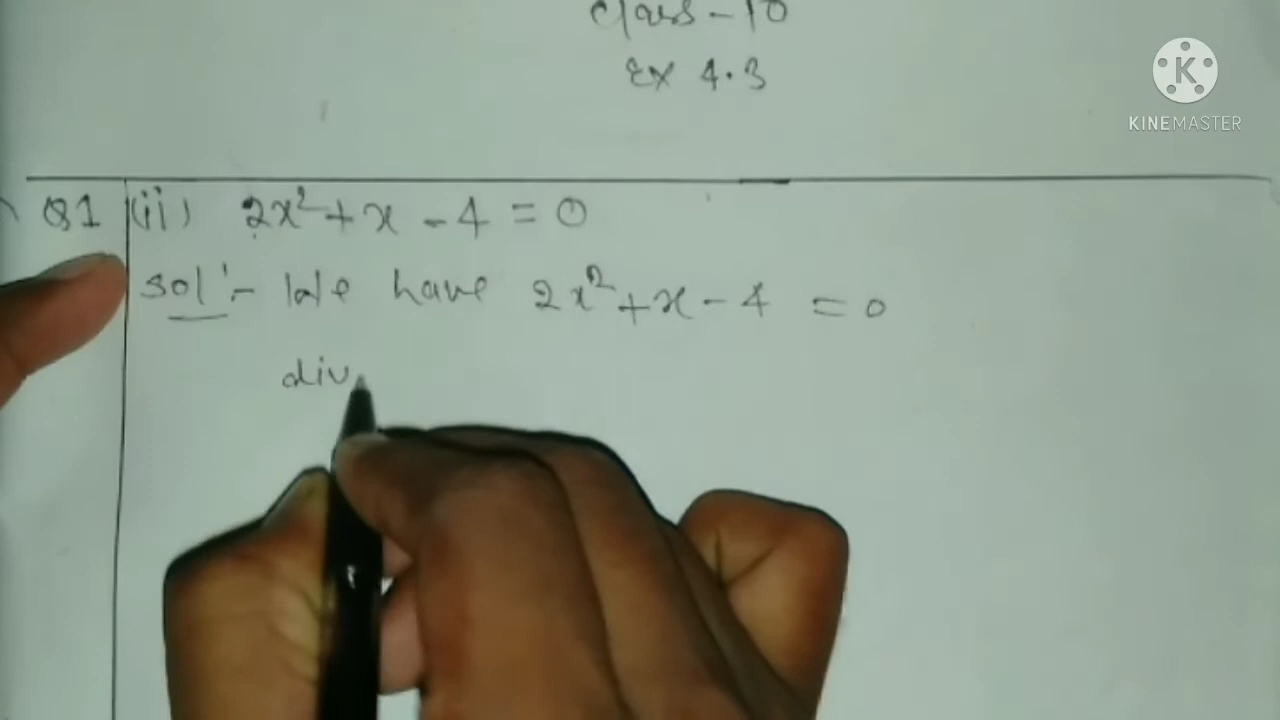 Class - 10
Ex 4.3
K
KINEMASTER
Q1 (ii) 2x² + x - 4 = 0
Sol':- We have 2x² + x - 4 = 0
div